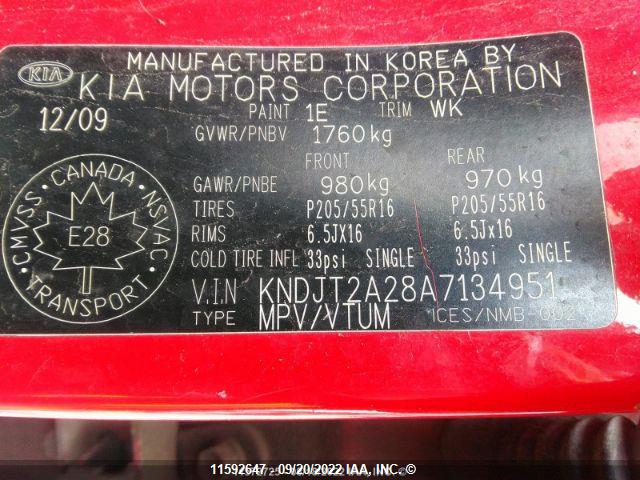 KIA MANUFACTURED IN KOREA BY
KIA MOTORS CORPORATION
12/09 PAINT 1E TRIM WK
GVWR/PNBV 1760kg
FRONT REAR
GAWR/PNBE 980kg 970kg
TIRES P205/55R16 P205/55R16
RIMS 6.5JX16 6.5JX16
COLD TIRE INFL 33psi SINGLE 33psi SINGLE
V.I.N KNDJT2A28A7134951
TYPE MPV/VTUM ICES/NMB-002
CMVSS · CANADA · NSVAC
E28
TRANSPORT
11592647 09/20/2022 IAA, Inc. ©